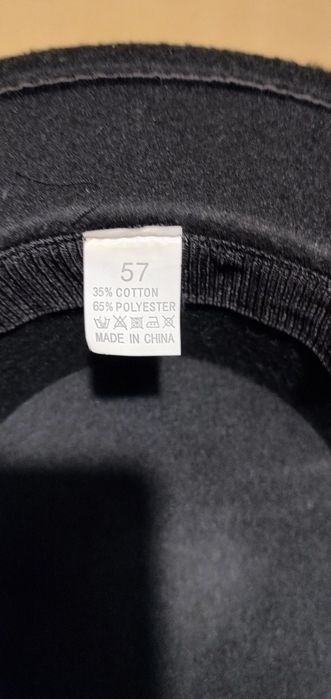 57
35% COTTON
65% POLYESTER
MADE IN CHINA